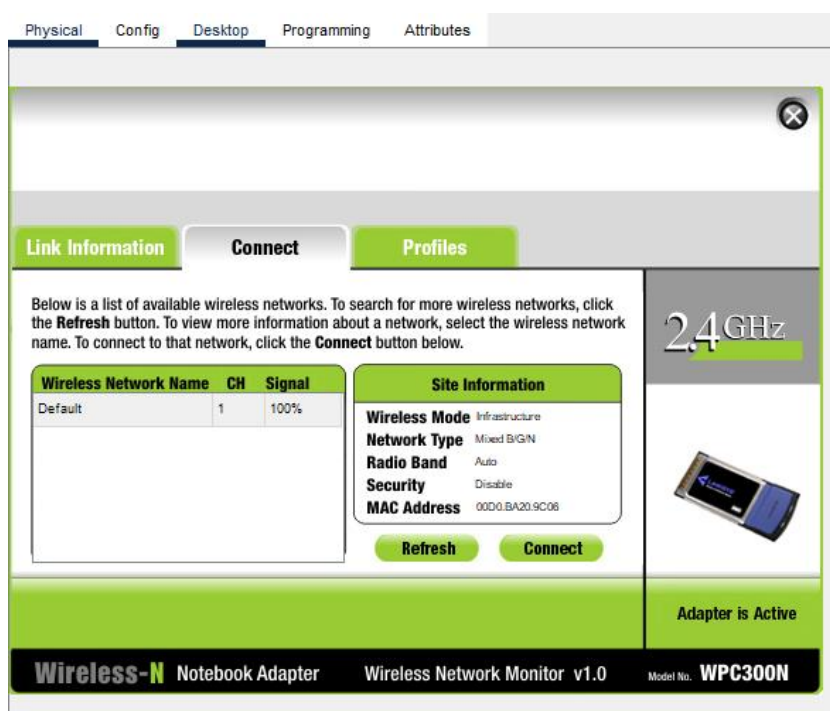 Physical Config Desktop Programming Attributes
Link Information Connect Profiles
Below is a list of available wireless networks. To search for more wireless networks, click
the Refresh button. To view more information about a network, select the wireless network
name. To connect to that network, click the Connect button below.
2.4GHz
Wireless Network Name CH Signal
Default 1 100%
Site Information
Wireless Mode Infrastructure
Network Type Mixed B/G/N
Radio Band Auto
Security Disable
MAC Address 00D0.BA20.9C06
Refresh Connect
Adapter is Active
Wireless-N Notebook Adapter Wireless Network Monitor v1.0 Model No. WPC300N